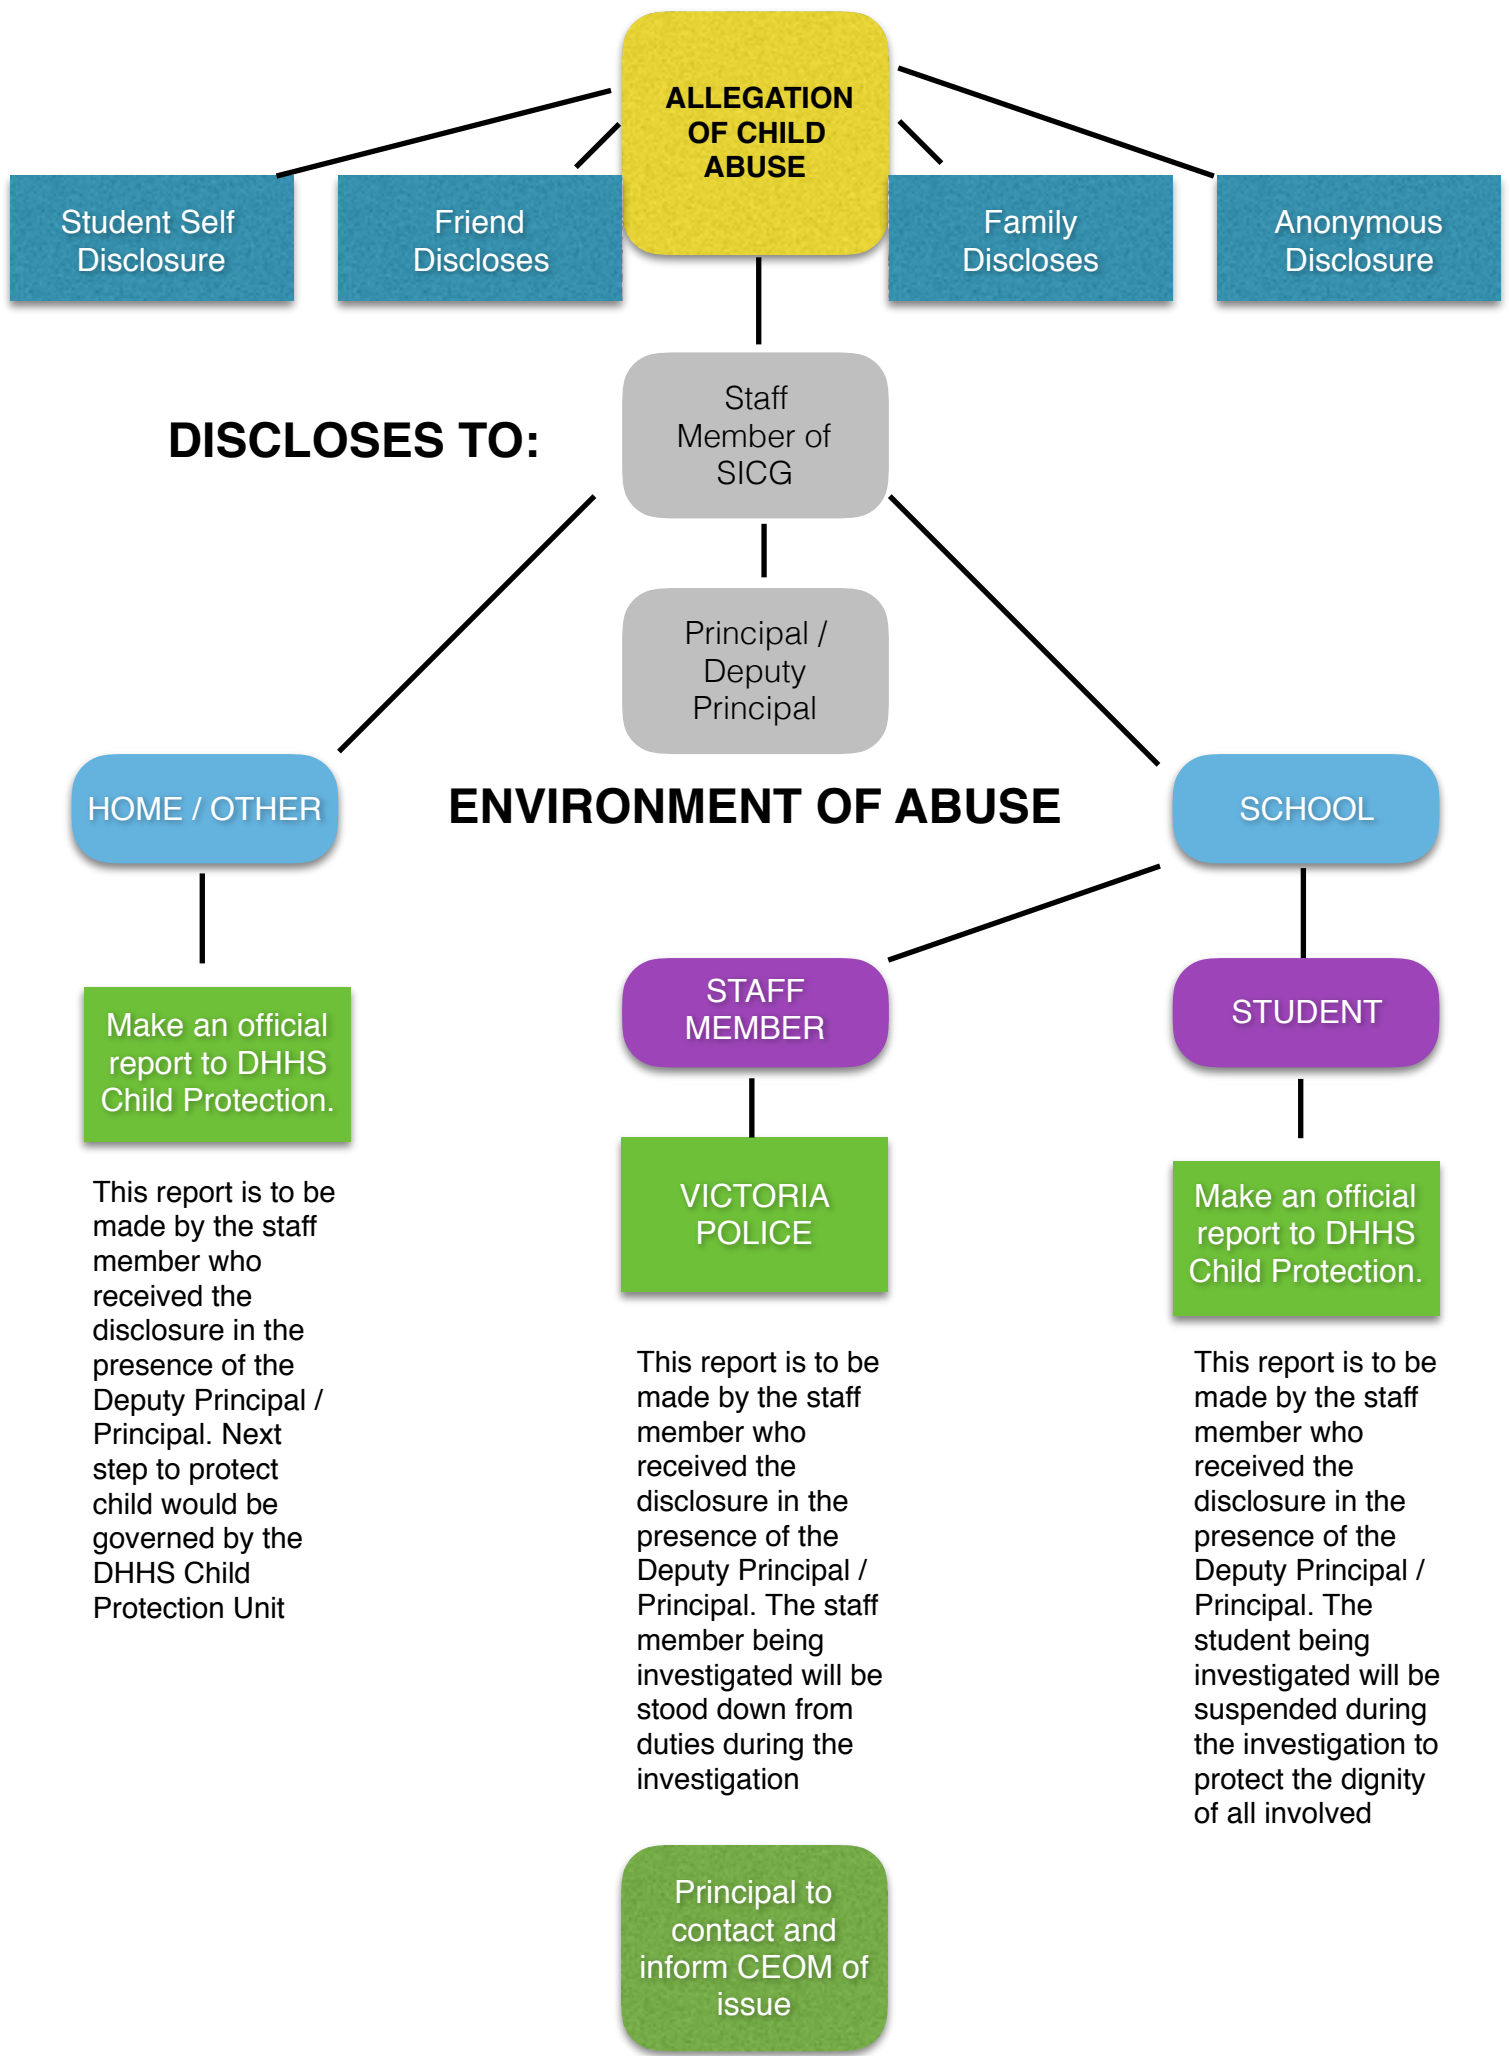 ALLEGATION
OF CHILD
ABUSE
Student Self
Disclosure
Friend
Discloses
Family
Discloses
Anonymous
Disclosure
DISCLOSES TO:
Staff
Member of
SICG
Principal /
Deputy
Principal
HOME / OTHER
ENVIRONMENT OF ABUSE
SCHOOL
Make an official
report to DHHS
Child Protection.
This report is to be
made by the staff
member who
received the
disclosure in the
presence of the
Deputy Principal /
Principal. Next
step to protect
child would be
governed by the
DHHS Child
Protection Unit
STAFF
MEMBER
VICTORIA
POLICE
This report is to be
made by the staff
member who
received the
disclosure in the
presence of the
Deputy Principal /
Principal. The staff
member being
investigated will be
stood down from
duties during the
investigation
STUDENT
Make an official
report to DHHS
Child Protection.
This report is to be
made by the staff
member who
received the
disclosure in the
presence of the
Deputy Principal /
Principal. The
student being
investigated will be
suspended during
the investigation to
protect the dignity
of all involved
Principal to
contact and
inform CEOM of
issue